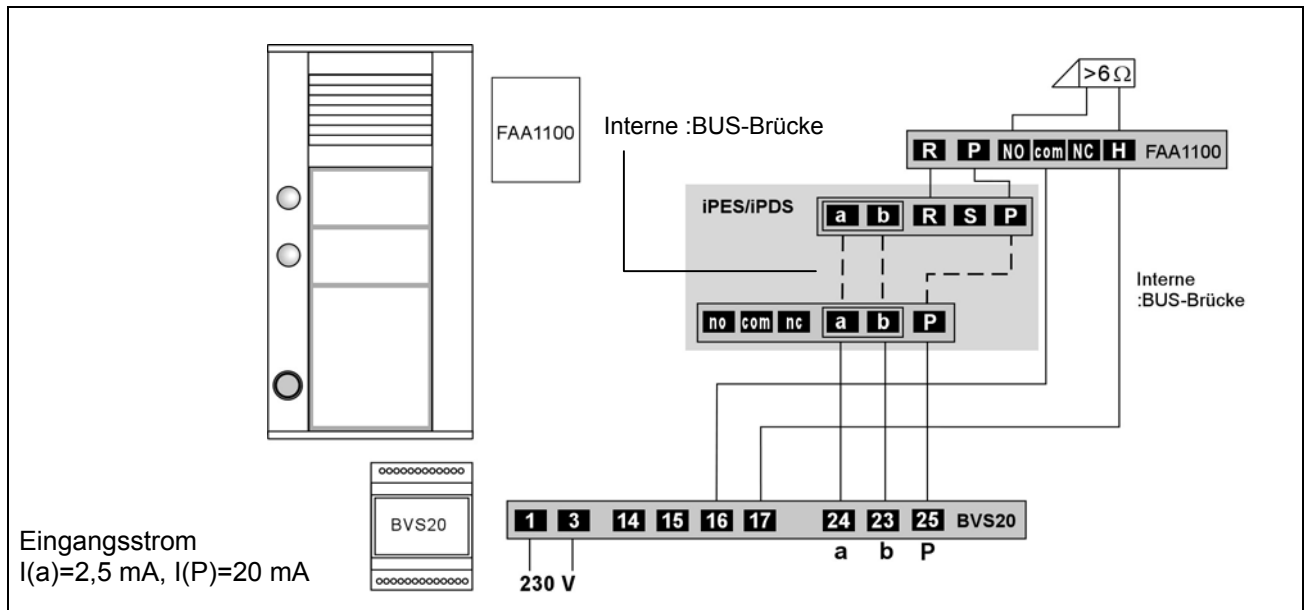 >6Ω
FAA1100
Interne :BUS-Brücke
R P NO com NC H FAA1100
iPES/iPDS
a b R S P
Interne
:BUS-Brücke
no com nc a b P
BVS20
1 3 14 15 16 17 24 23 25 BVS20
a b P
230 V
Eingangsstrom
I(a)=2,5 mA, I(P)=20 mA